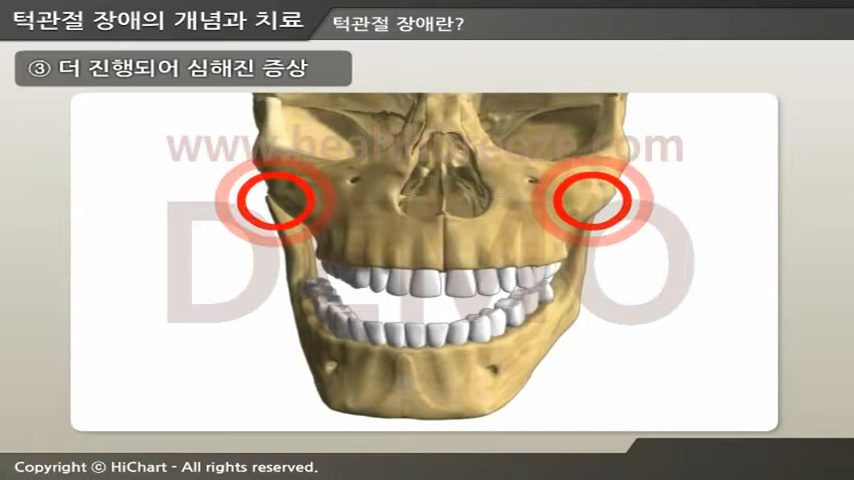 턱관절 장애의 개념과 치료
턱관절 장애란?
③ 더 진행되어 심해진 증상
DEMO
Copyright ⓒ HiChart - All rights reserved.